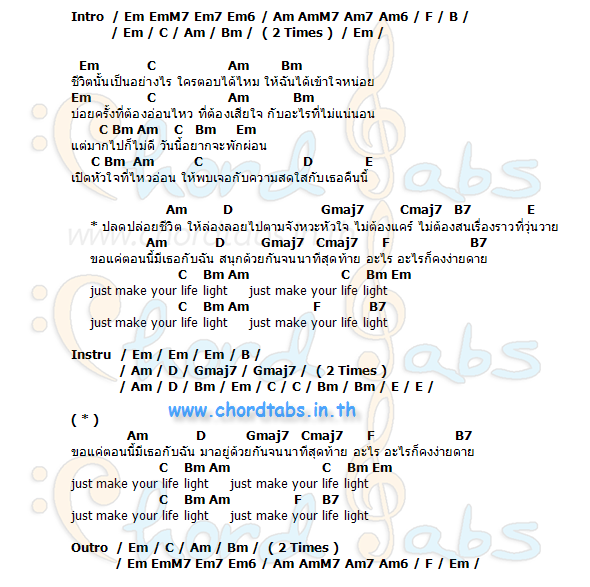 Intro / Em EmM7 Em7 Em6 / Am AmM7 Am7 Am6 / F / B /
/ Em / C / Am / Bm / ( 2 Times ) / Em /
Em C Am Bm
ชีวิตนั้นเป็นอย่างไร ใครตอบได้ไหม ให้ฉันได้เข้าใจหน่อย
Em C Am Bm
บ่อยครั้งที่ต้องอ่อนไหว ที่ต้องเสียใจ กับอะไรที่ไม่แน่นอน
C Bm Am C Bm Em
แต่มากไปก็ไม่ดี วันนี้อยากจะพักผ่อน
C Bm Am C D E
เปิดหัวใจที่ไหวอ่อน ให้พบเจอกับความสดใสกับเธอคืนนี้
Am D Gmaj7 Cmaj7 B7 E
* ปลดปล่อยชีวิต ให้ล่องลอยไปตามจังหวะหัวใจ ไม่ต้องแคร์ ไม่ต้องสนเรื่องราวที่วุ่นวาย
Am D Gmaj7 Cmaj7 F B7
ขอแค่ตอนนี้มีเธอกับฉัน สนุกด้วยกันจนนาทีสุดท้าย อะไร อะไรก็คงง่ายดาย
C Bm Am C Bm Em
just make your life light just make your life light
C Bm Am F B7
just make your life light just make your life light
Instru / Em / Em / Em / B /
/ Am / D / Gmaj7 / Gmaj7 / ( 2 Times )
/ Am / D / Bm / Em / C / C / Bm / Bm / E / E /
www.chordtabs.in.th
( * )
Am D Gmaj7 Cmaj7 F B7
ขอแค่ตอนนี้มีเธอกับฉัน มาอยู่ด้วยกันจนนาทีสุดท้าย อะไร อะไรก็คงง่ายดาย
C Bm Am C Bm Em
just make your life light just make your life light
C Bm Am F B7
just make your life light just make your life light
Outro / Em / C / Am / Bm / ( 2 Times )
/ Em EmM7 Em7 Em6 / Am AmM7 Am7 Am6 / F / Em /